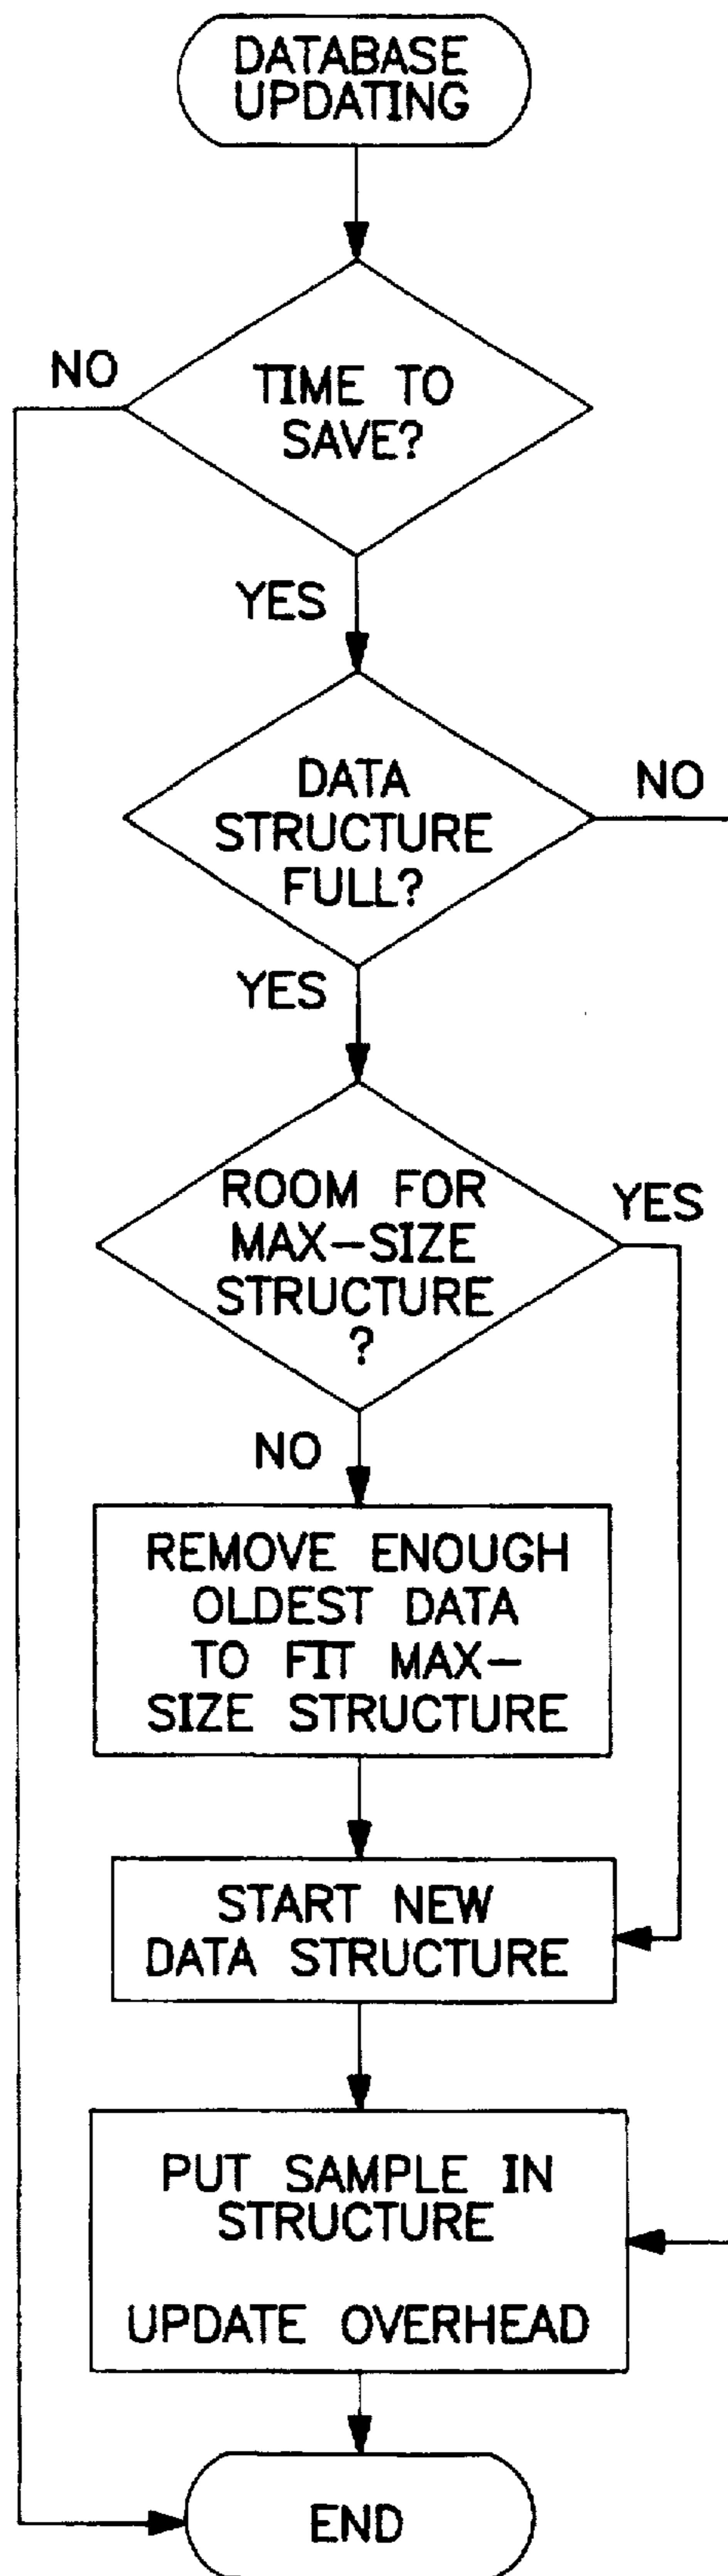 DATABASE
UPDATING
NO
TIME TO
SAVE?
YES
DATA
STRUCTURE
FULL?
NO
YES
ROOM FOR
MAX-SIZE
STRUCTURE
?
YES
NO
REMOVE ENOUGH
OLDEST DATA
TO FIT MAX-
SIZE STRUCTURE
START NEW
DATA STRUCTURE
PUT SAMPLE IN
STRUCTURE
UPDATE OVERHEAD
END